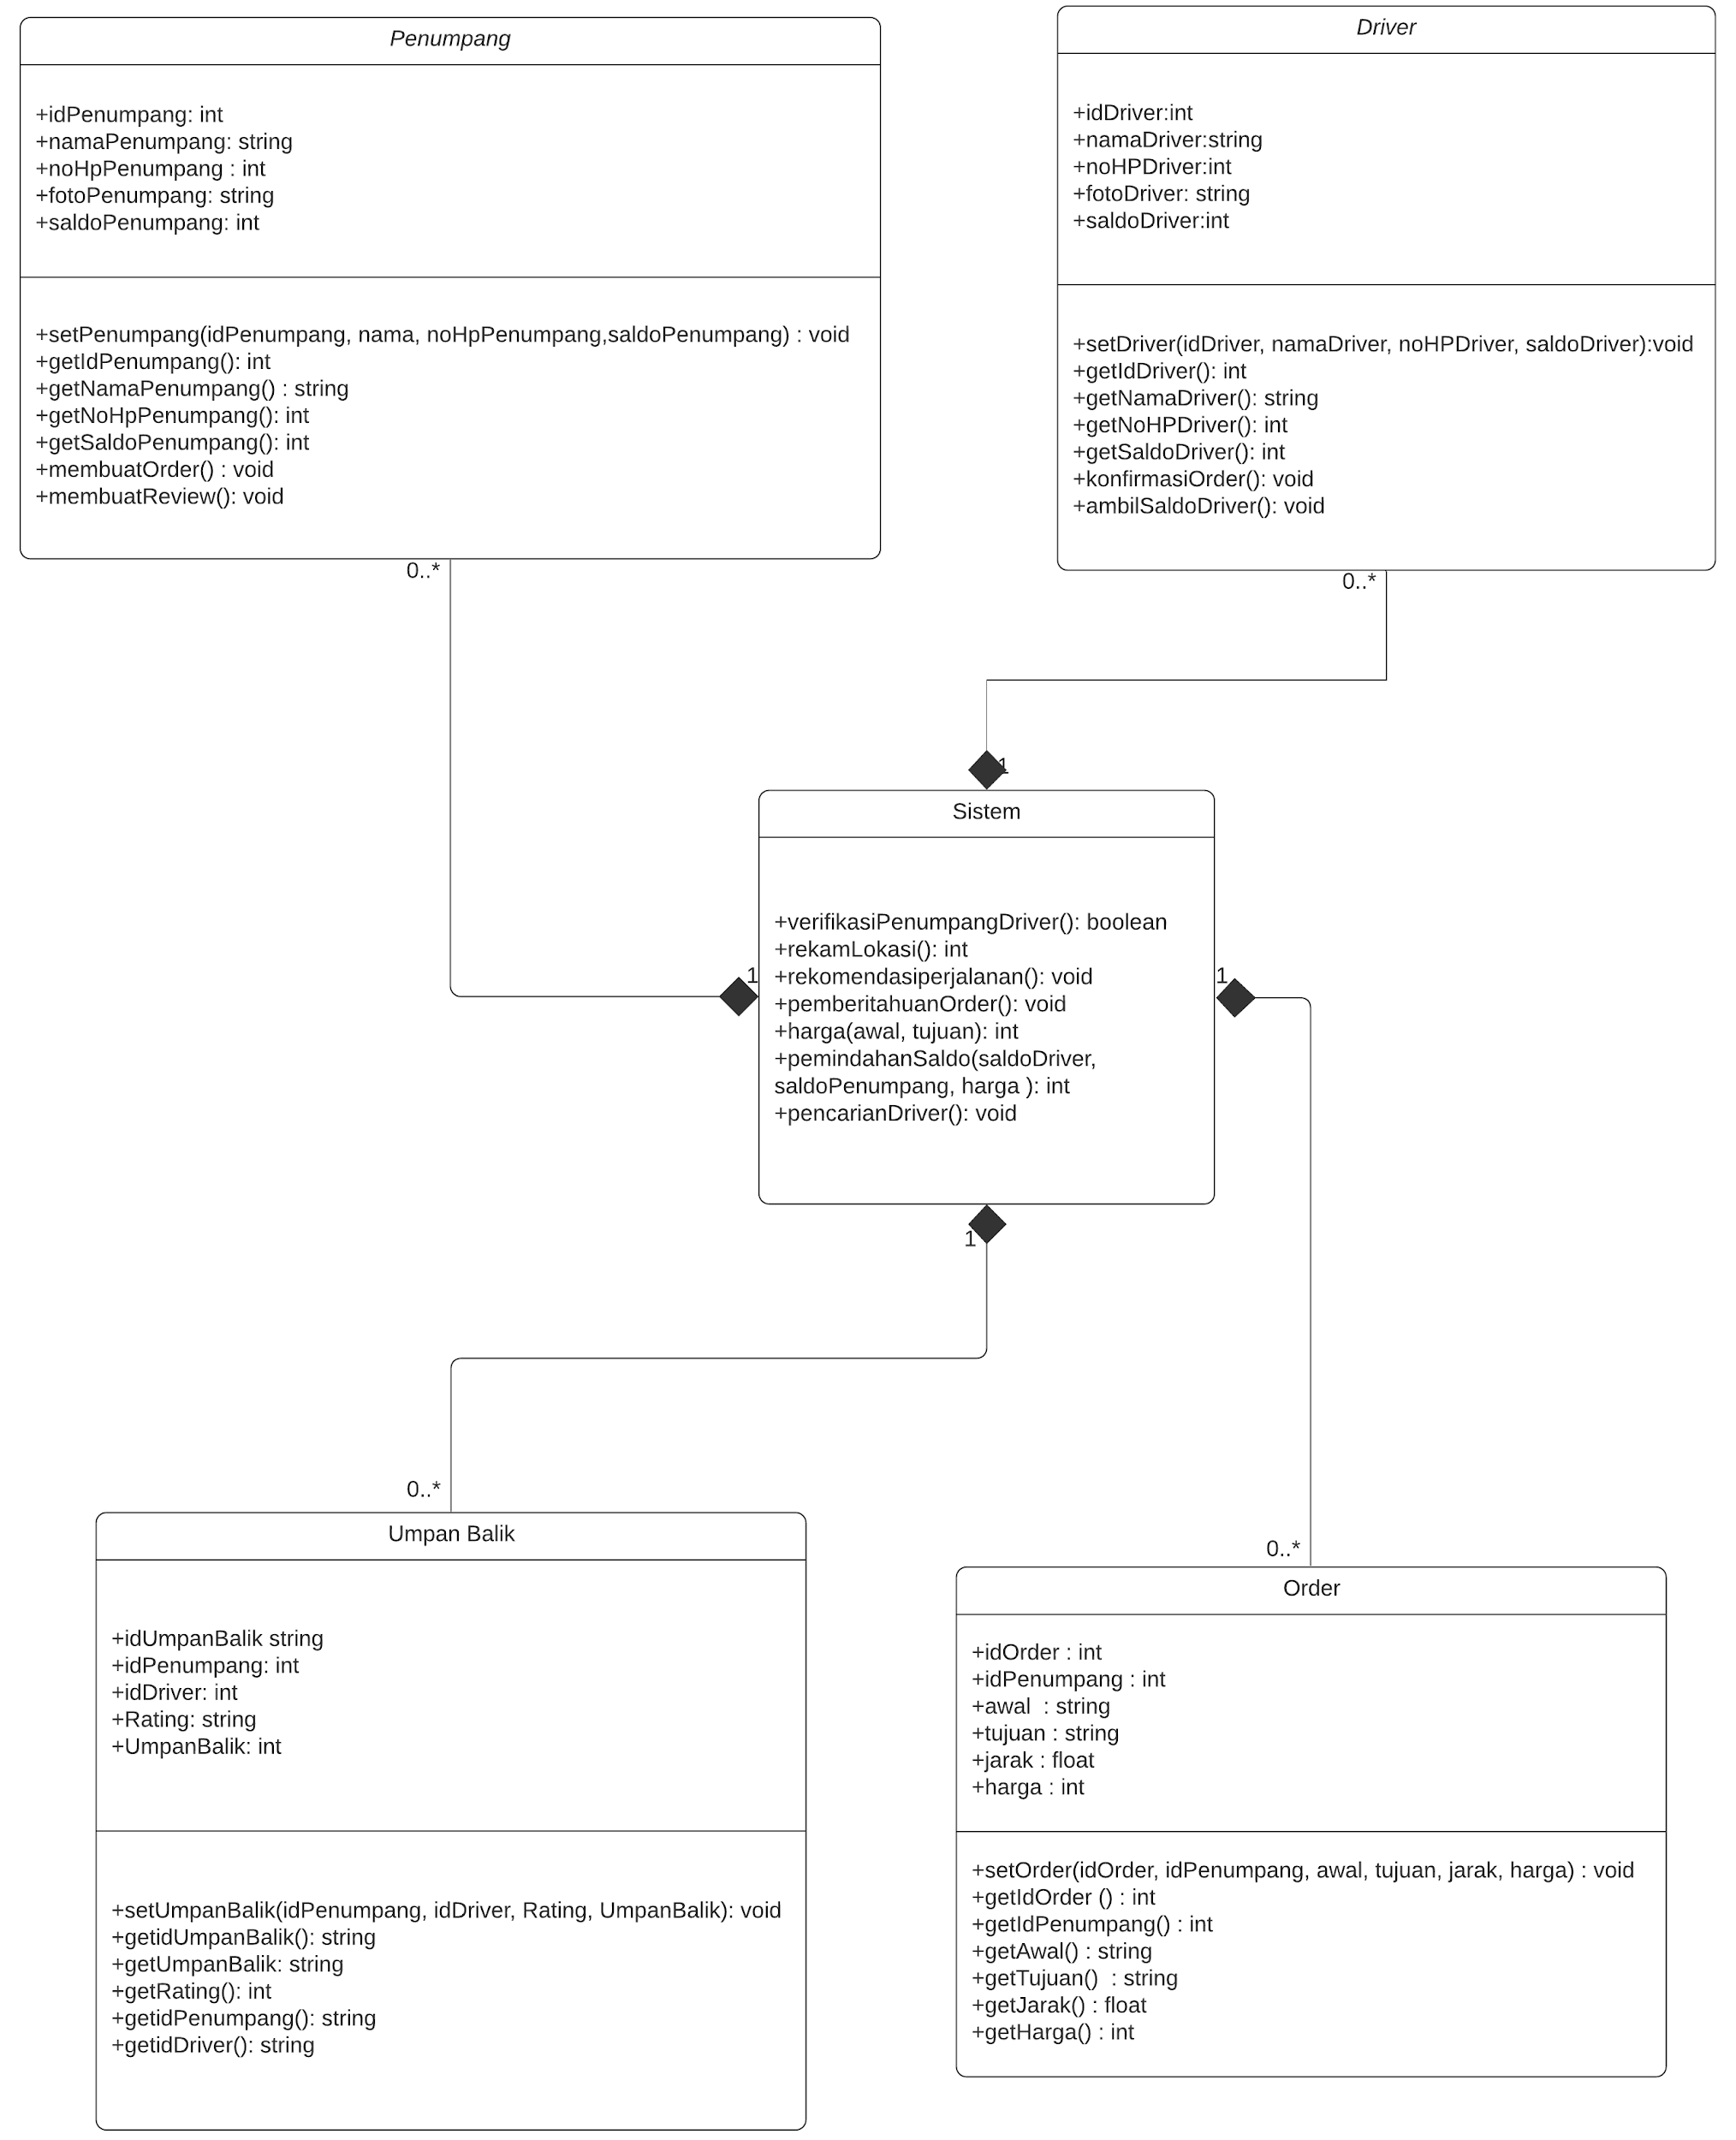 Penumpang
+idPenumpang: int
+namaPenumpang: string
+noHpPenumpang : int
+fotoPenumpang: string
+saldoPenumpang: int
+setPenumpang(idPenumpang, nama, noHpPenumpang,saldoPenumpang) : void
+getIdPenumpang(): int
+getNamaPenumpang() : string
+getNoHpPenumpang(): int
+getSaldoPenumpang(): int
+membuatOrder() : void
+membuatReview(): void
0..*
Driver
+idDriver:int
+namaDriver:string
+noHPDriver:int
+fotoDriver: string
+saldoDriver:int
+setDriver(idDriver, namaDriver, noHPDriver, saldoDriver):void
+getIdDriver(): int
+getNamaDriver(): string
+getNoHPDriver(): int
+getSaldoDriver(): int
+konfirmasiOrder(): void
+ambilSaldoDriver(): void
0..*
1
Sistem
+verifikasiPenumpangDriver(): boolean
+rekamLokasi(): int
+rekomendasiperjalanan(): void
+pemberitahuanOrder(): void
+harga(awal, tujuan): int
+pemindahanSaldo(saldoDriver,
saldoPenumpang, harga ): int
+pencarianDriver(): void
1
1
1
0..*
Umpan Balik
+idUmpanBalik string
+idPenumpang: int
+idDriver: int
+Rating: string
+UmpanBalik: int
+setUmpanBalik(idPenumpang, idDriver, Rating, UmpanBalik): void
+getidUmpanBalik(): string
+getUmpanBalik: string
+getRating(): int
+getidPenumpang(): string
+getidDriver(): string
0..*
Order
+idOrder : int
+idPenumpang : int
+awal  : string
+tujuan : string
+jarak : float
+harga : int
+setOrder(idOrder, idPenumpang, awal, tujuan, jarak, harga) : void
+getIdOrder () : int
+getIdPenumpang() : int
+getAwal() : string
+getTujuan()  : string
+getJarak() : float
+getHarga() : int